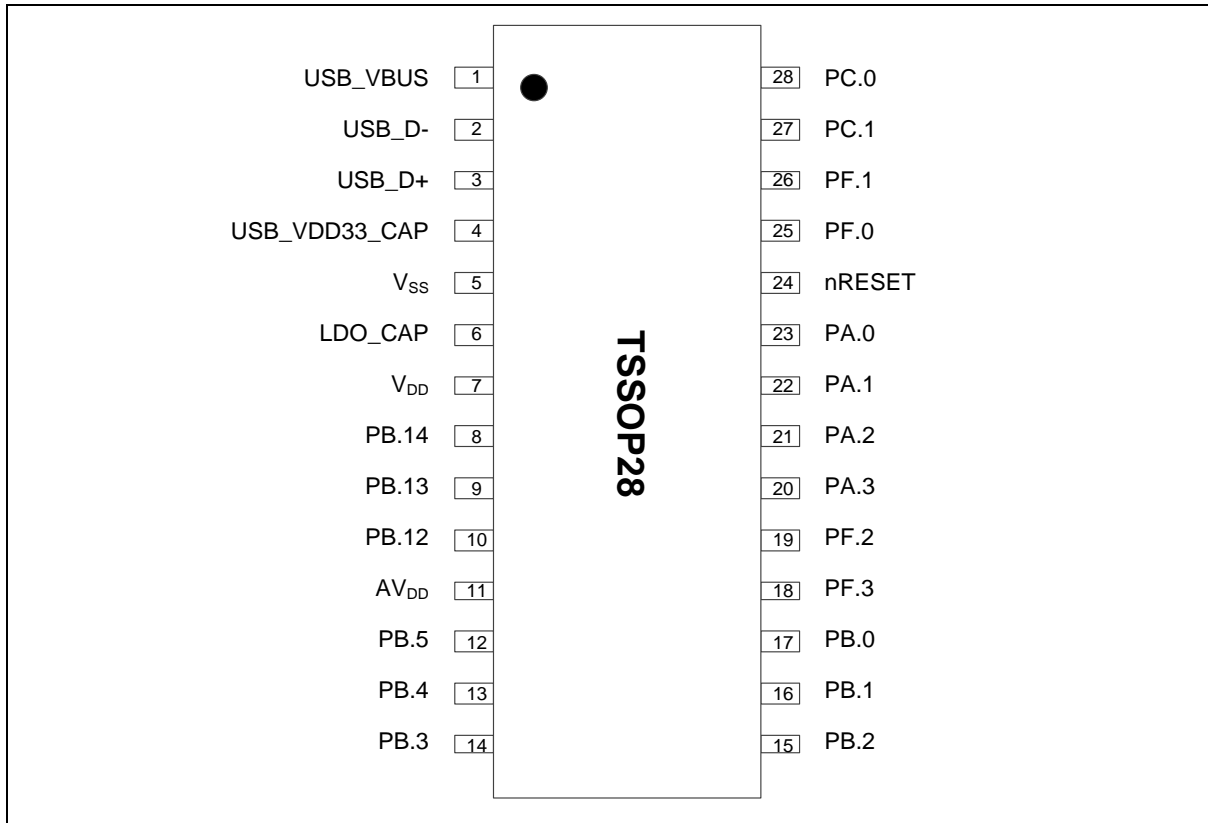 USB_VBUS 1 28 PC.0
USB_D- 2 27 PC.1
USB_D+ 3 26 PF.1
USB_VDD33_CAP 4 25 PF.0
VSS 5 24 nRESET
LDO_CAP 6 23 PA.0
VDD 7 22 PA.1
PB.14 8 21 PA.2
PB.13 9 20 PA.3
PB.12 10 19 PF.2
AVDD 11 18 PF.3
PB.5 12 17 PB.0
PB.4 13 16 PB.1
PB.3 14 15 PB.2
TSSOP28